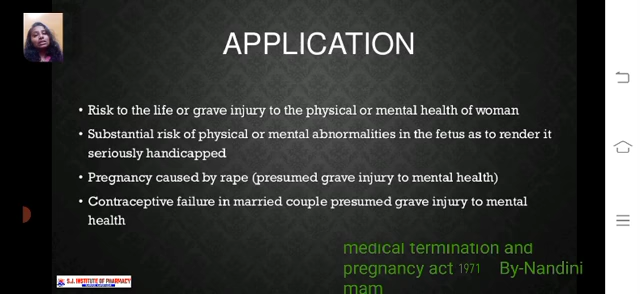 APPLICATION
• Risk to the life or grave injury to the physical or mental health of woman
• Substantial risk of physical or mental abnormalities in the fetus as to render it
seriously handicapped
• Pregnancy caused by rape (presumed grave injury to mental health)
• Contraceptive failure in married couple presumed grave injury to mental
health
medical termination and
pregnancy act 1971 By-Nandini
mam
S.J. INSTITUTE OF PHARMACY